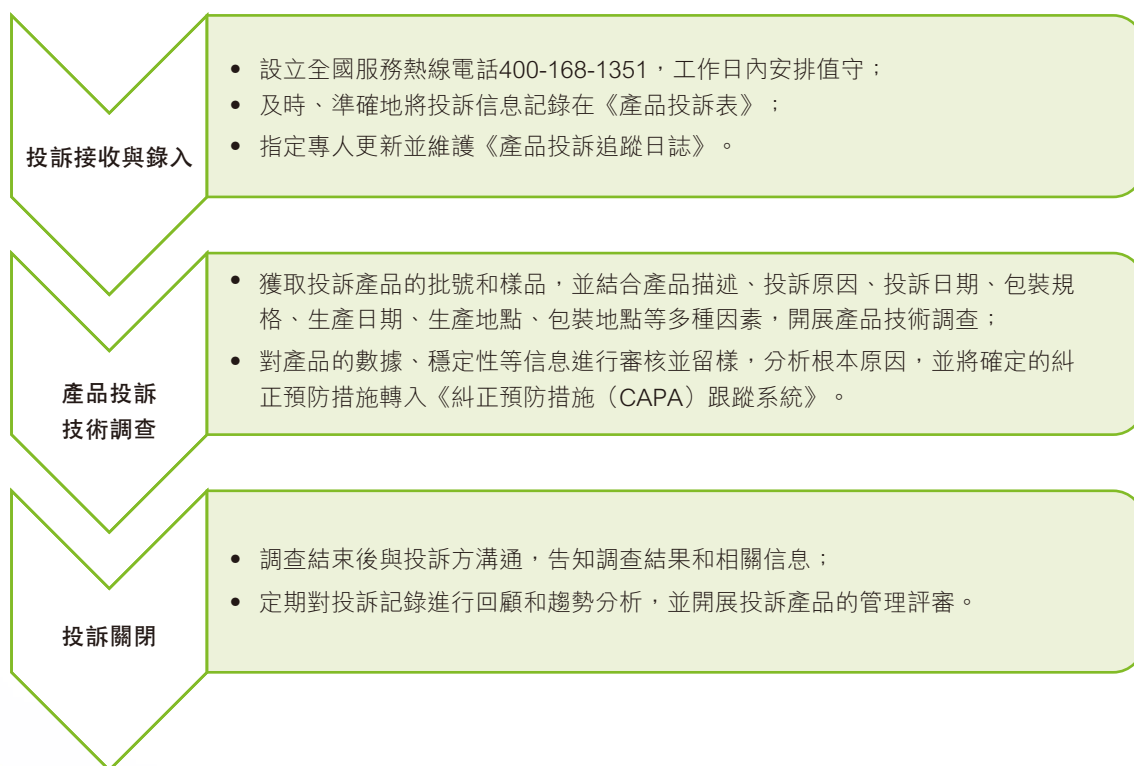 投訴接收與錄入
• 設立全國服務熱線電話400-168-1351，工作日內安排值守；
• 及時、準確地將投訴信息記錄在《產品投訴表》；
• 指定專人更新並維護《產品投訴追蹤日誌》。
產品投訴
技術調查
• 獲取投訴產品的批號和樣品，並結合產品描述、投訴原因、投訴日期、包裝規
格、生產日期、生產地點、包裝地點等多種因素，開展產品技術調查；
• 對產品的數據、穩定性等信息進行審核並留樣，分析根本原因，並將確定的糾
正預防措施轉入《糾正預防措施（CAPA）跟蹤系統》。
投訴關閉
• 調查結束後與投訴方溝通，告知調查結果和相關信息；
• 定期對投訴記錄進行回顧和趨勢分析，並開展投訴產品的管理評審。